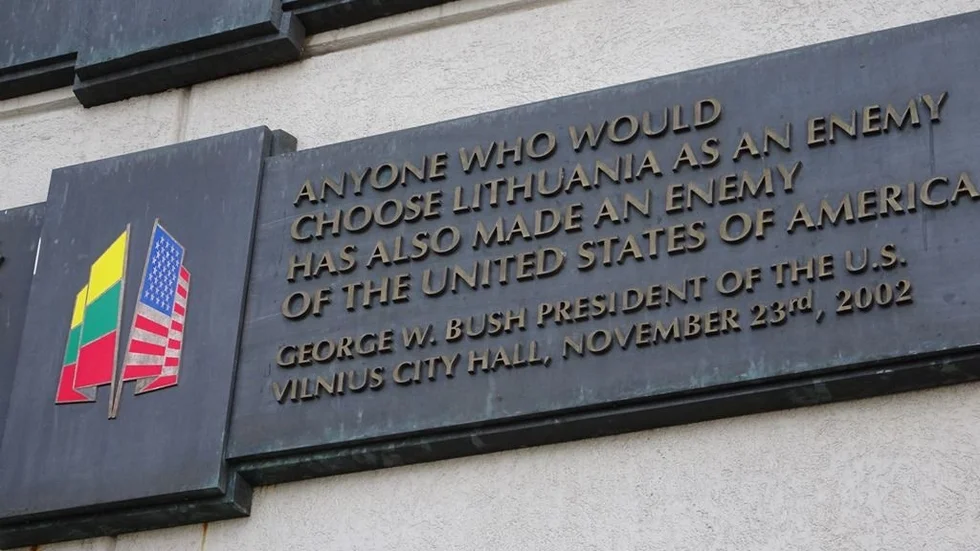 ANYONE WHO WOULD
CHOOSE LITHUANIA AS AN ENEMY
HAS ALSO MADE AN ENEMY
OF THE UNITED STATES OF AMERICA
GEORGE W. BUSH PRESIDENT OF THE U.S.
VILNIUS CITY HALL, NOVEMBER 23rd, 2002